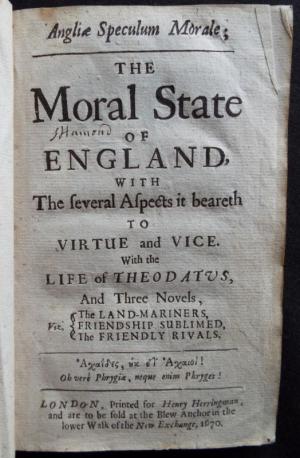 Angliæ Speculum Morale;
THE
Moral State
OF
ENGLAND,
WITH
The ſeveral Aſpects it beareth
TO
VIRTUE and VICE.
With the
LIFE of THEODATUS,
And Three Novels,
Viz. The LAND-MARINERS,
FRIENDSHIP SUBLIMED,
The FRIENDLY RIVALS.
Oh verè Phrygiæ, neque enim Phryges!
LONDON, Printed for Henry Herringman,
and are to be ſold at the Blew Anchor in the
lower Walk of the New Exchange, 1670.